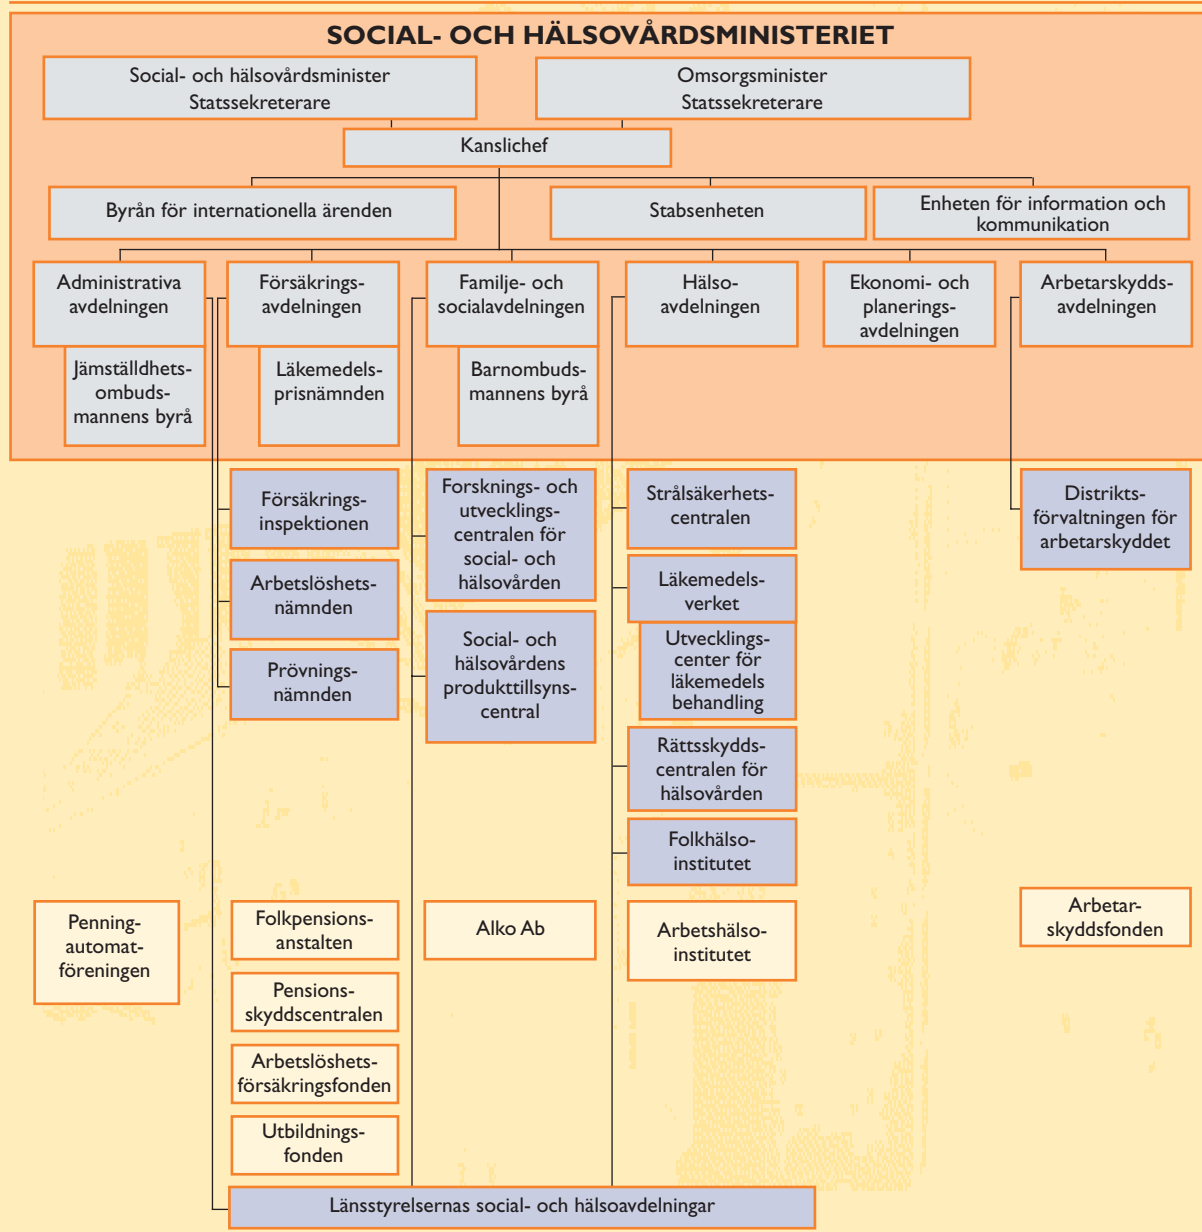 SOCIAL- OCH HÄLSOVÅRDSMINISTERIET
Social- och hälsovårdsminister
Statssekreterare
Omsorgsminister
Statssekreterare
Kanslichef
Byrån för internationella ärenden
Stabsenheten
Enheten för information och
kommunikation
Administrativa
avdelningen
Försäkrings-
avdelningen
Familje- och
socialavdelningen
Hälso-
avdelningen
Ekonomi- och
planerings-
avdelningen
Arbetarskydds-
avdelningen
Jämställdhets-
ombuds-
mannens byrå
Läkemedels-
prisnämnden
Barnombuds-
mannens byrå
Försäkrings-
inspektionen
Arbetslöshets-
nämnden
Prövnings-
nämnden
Forsknings- och
utvecklings-
centralen för
social- och
hälsovården
Social- och
hälsovårdens
produkttillsyns-
central
Strålsäkerhets-
centralen
Läkemedels-
verket
Utvecklings-
center för
läkemedels
behandling
Rättsskydds-
centralen för
hälsovården
Folkhälso-
institutet
Distrikts-
förvaltningen för
arbetarskyddet
Penning-
automat-
föreningen
Folkpensions-
anstalten
Pensions-
skyddscentralen
Arbetslöshets-
försäkringsfonden
Utbildnings-
fonden
Alko Ab
Arbetshälso-
institutet
Arbetar-
skyddsfonden
Länsstyrelsernas social- och hälsoavdelningar